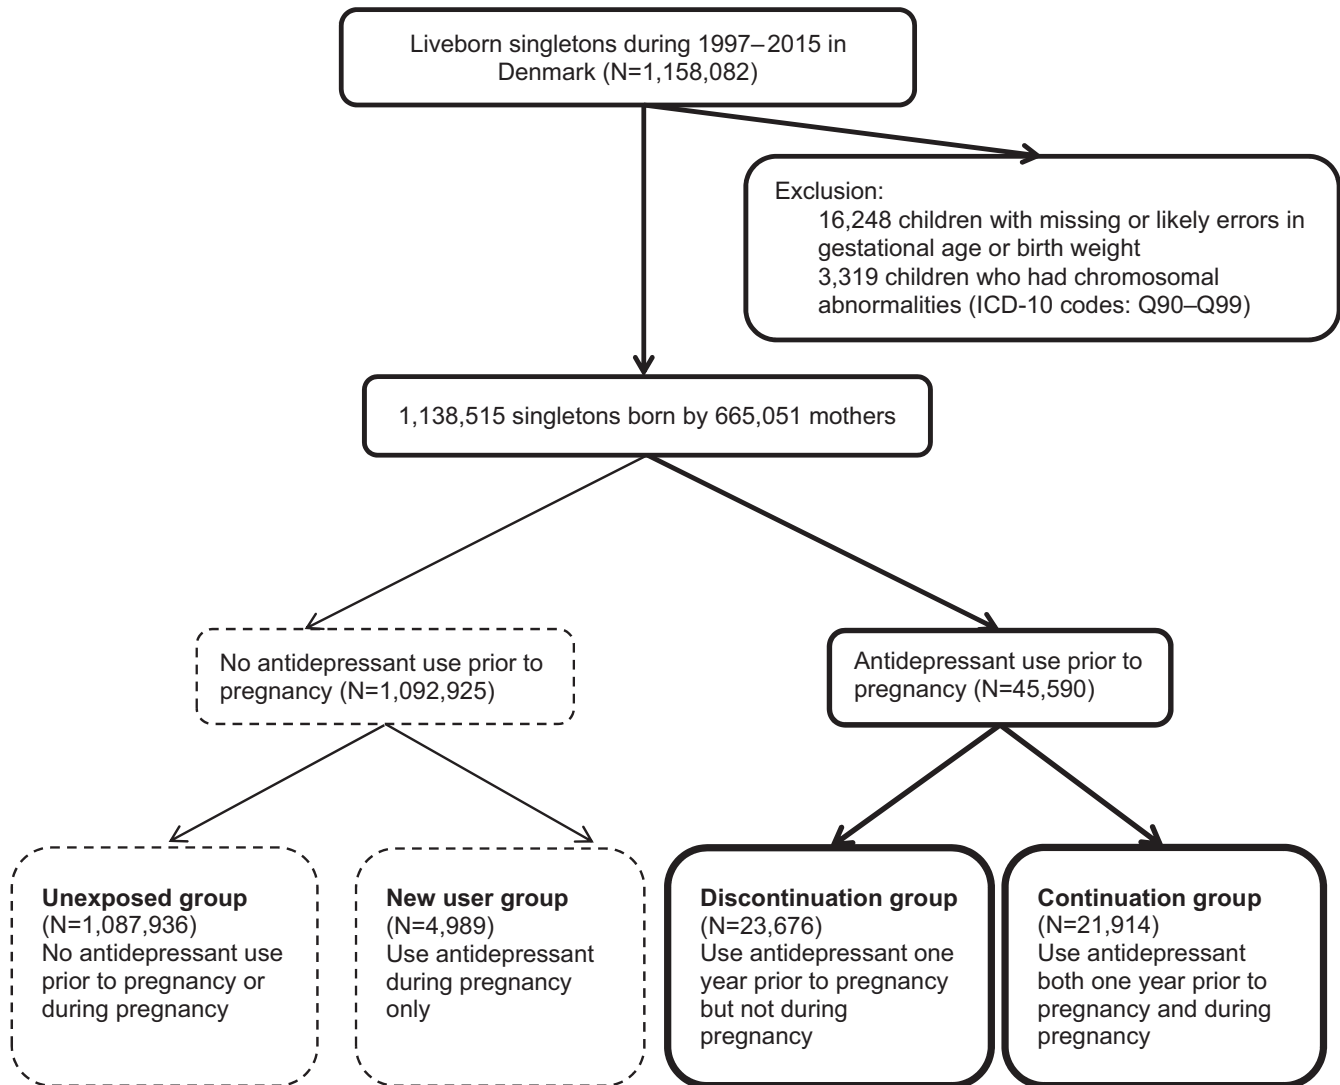 Liveborn singletons during 1997–2015 in
Denmark (N=1,158,082)
Exclusion:
16,248 children with missing or likely errors in
gestational age or birth weight
3,319 children who had chromosomal
abnormalities (ICD-10 codes: Q90–Q99)
1,138,515 singletons born by 665,051 mothers
No antidepressant use prior to
pregnancy (N=1,092,925)
Antidepressant use prior to
pregnancy (N=45,590)
Unexposed group
(N=1,087,936)
No antidepressant use
prior to pregnancy or
during pregnancy
New user group
(N=4,989)
Use antidepressant
during pregnancy
only
Discontinuation group
(N=23,676)
Use antidepressant one
year prior to pregnancy
but not during
pregnancy
Continuation group
(N=21,914)
Use antidepressant
both one year prior to
pregnancy and during
pregnancy